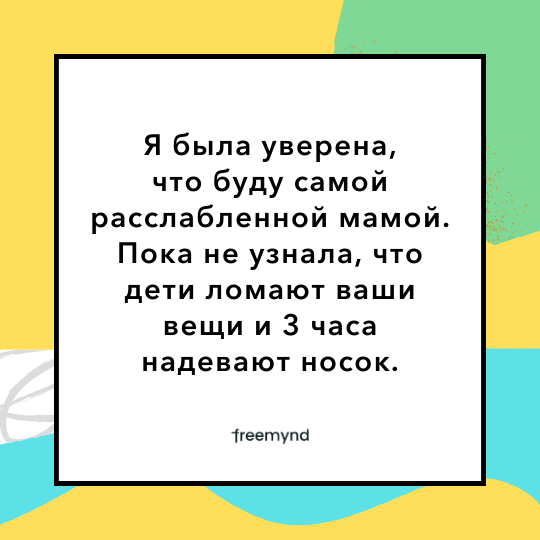 Я была уверена,
что буду самой
расслабленной мамой.
Пока не узнала, что
дети ломают ваши
вещи и 3 часа
надевают носок.
freemynd